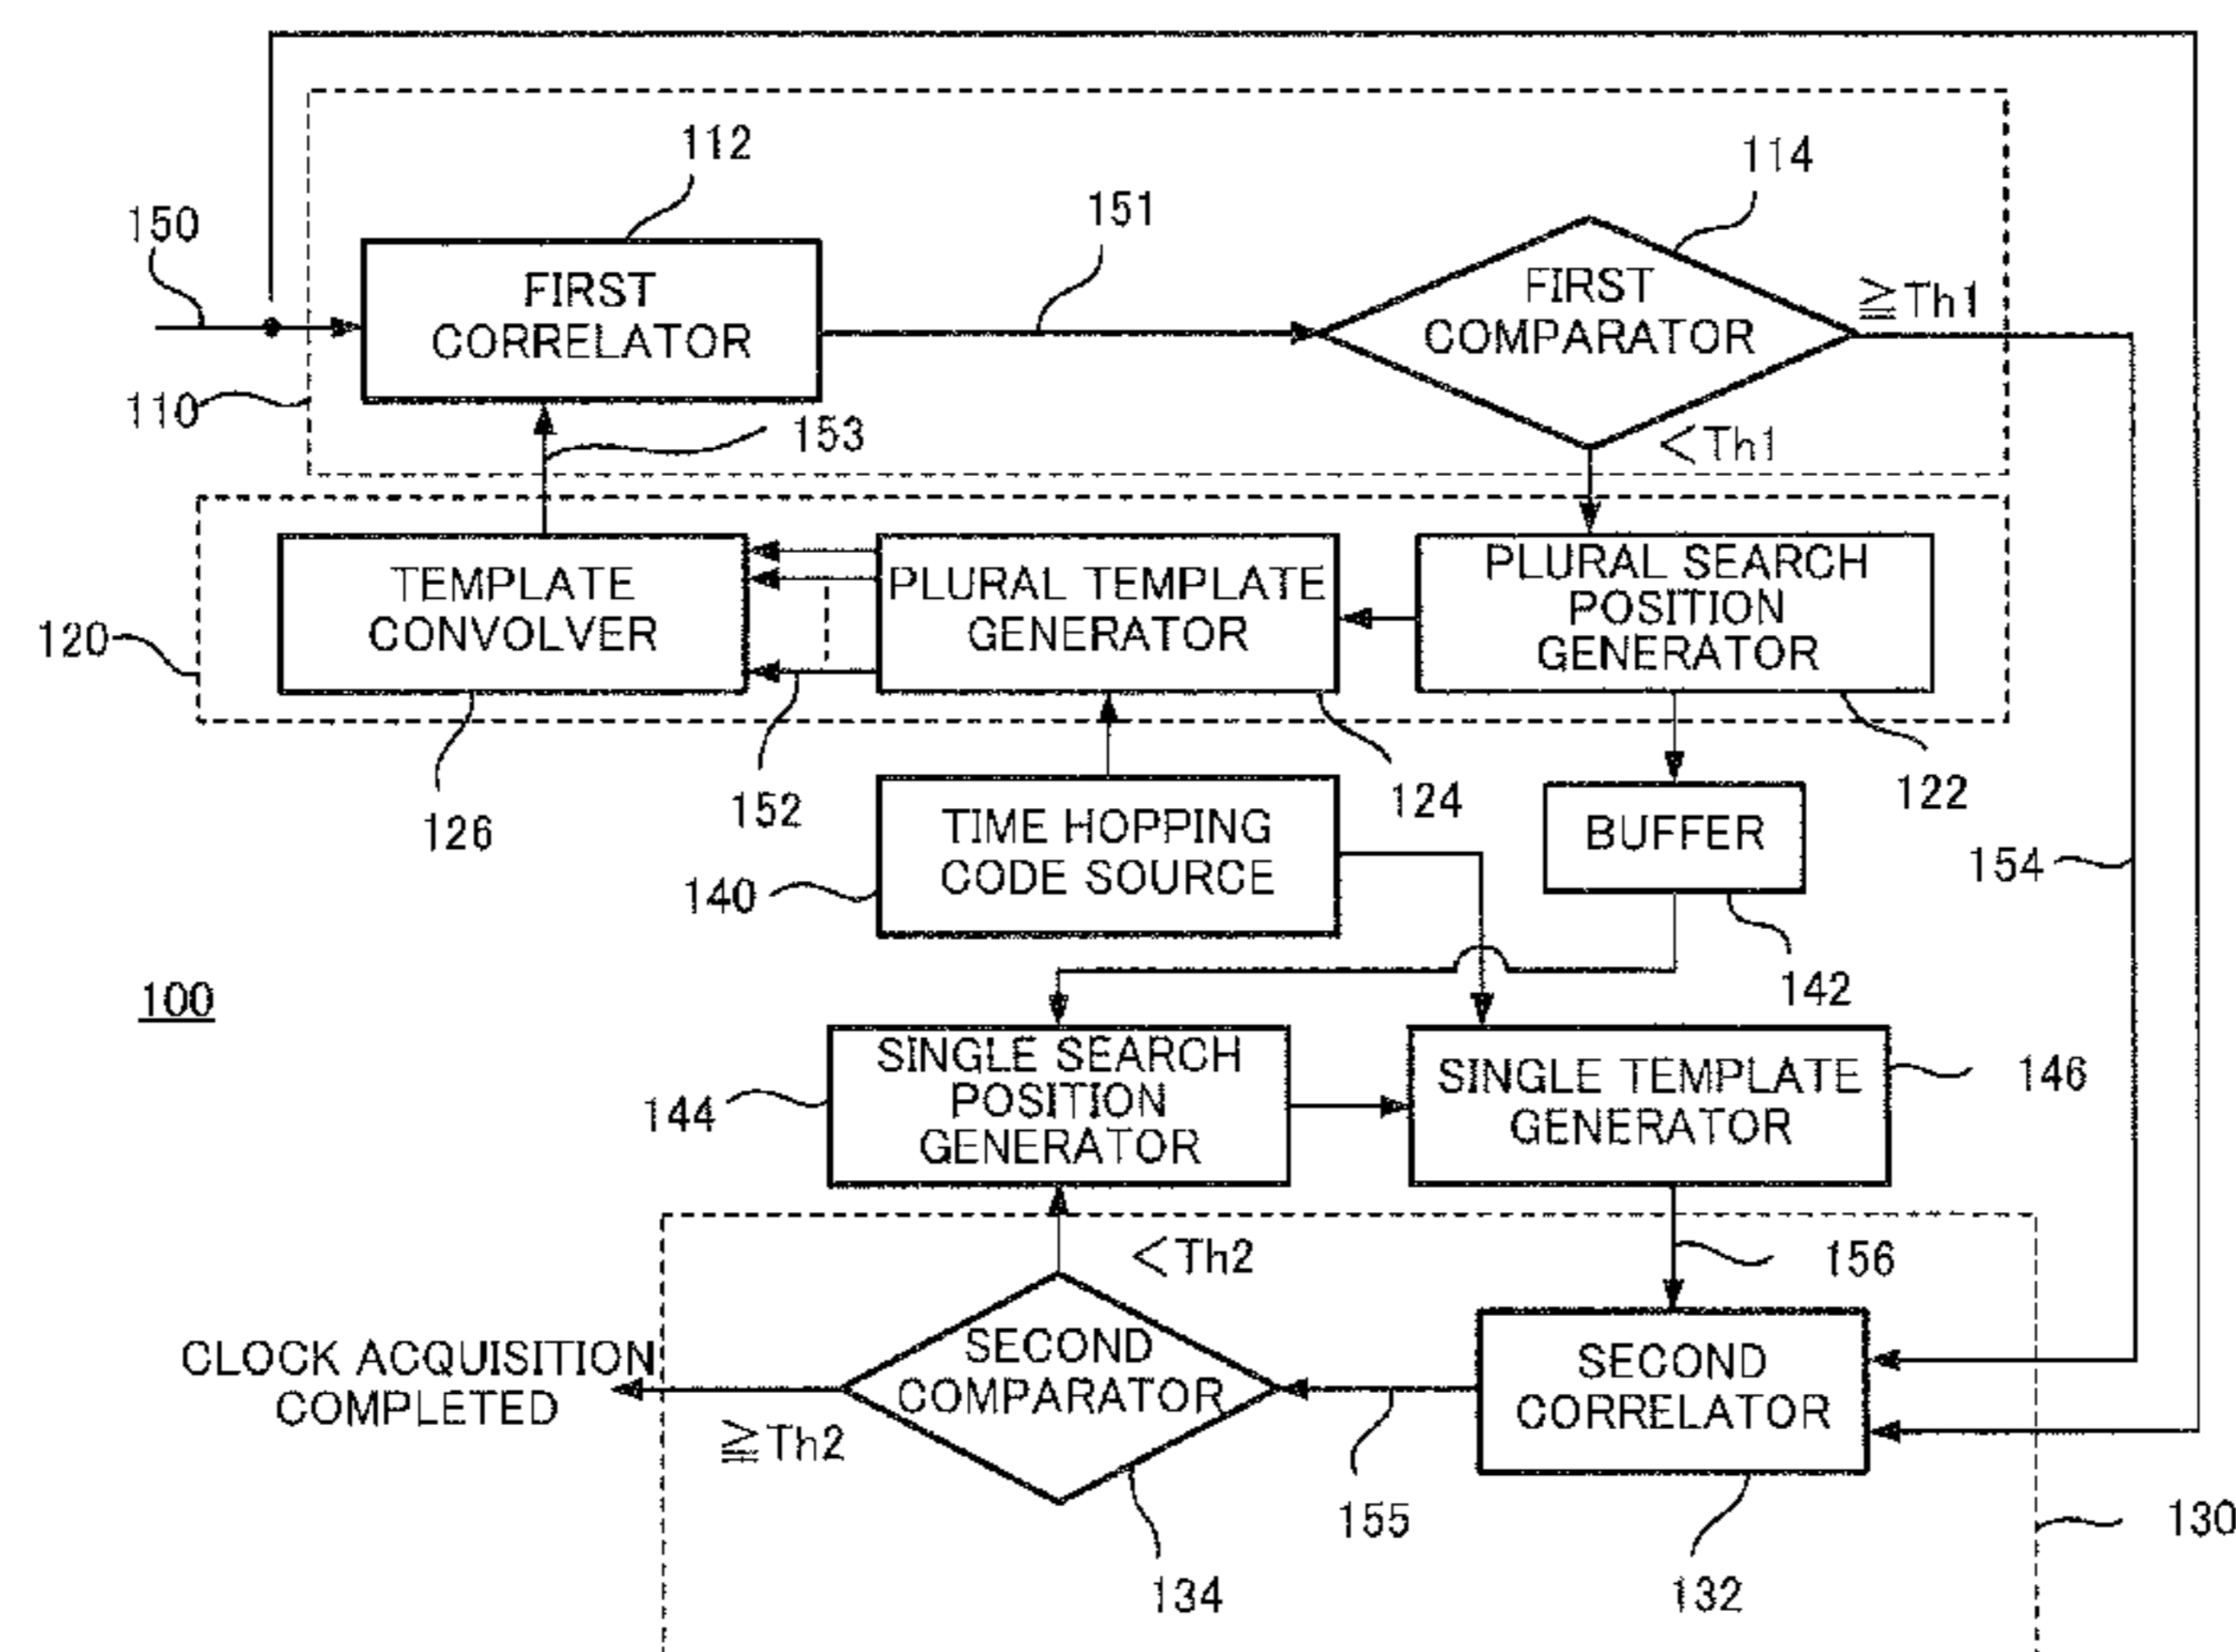 112
114
150
151
FIRST
CORRELATOR
FIRST
COMPARATOR
≧Th1
110
153
<Th1
120
TEMPLATE
CONVOLVER
PLURAL TEMPLATE
GENERATOR
PLURAL SEARCH
POSITION
GENERATOR
126
152
124
122
TIME HOPPING
CODE SOURCE
BUFFER
154
140
142
100
SINGLE SEARCH
POSITION
GENERATOR
SINGLE TEMPLATE
GENERATOR
146
144
<Th2
156
CLOCK ACQUISITION
COMPLETED
SECOND
COMPARATOR
SECOND
CORRELATOR
≧Th2
155
130
134
132